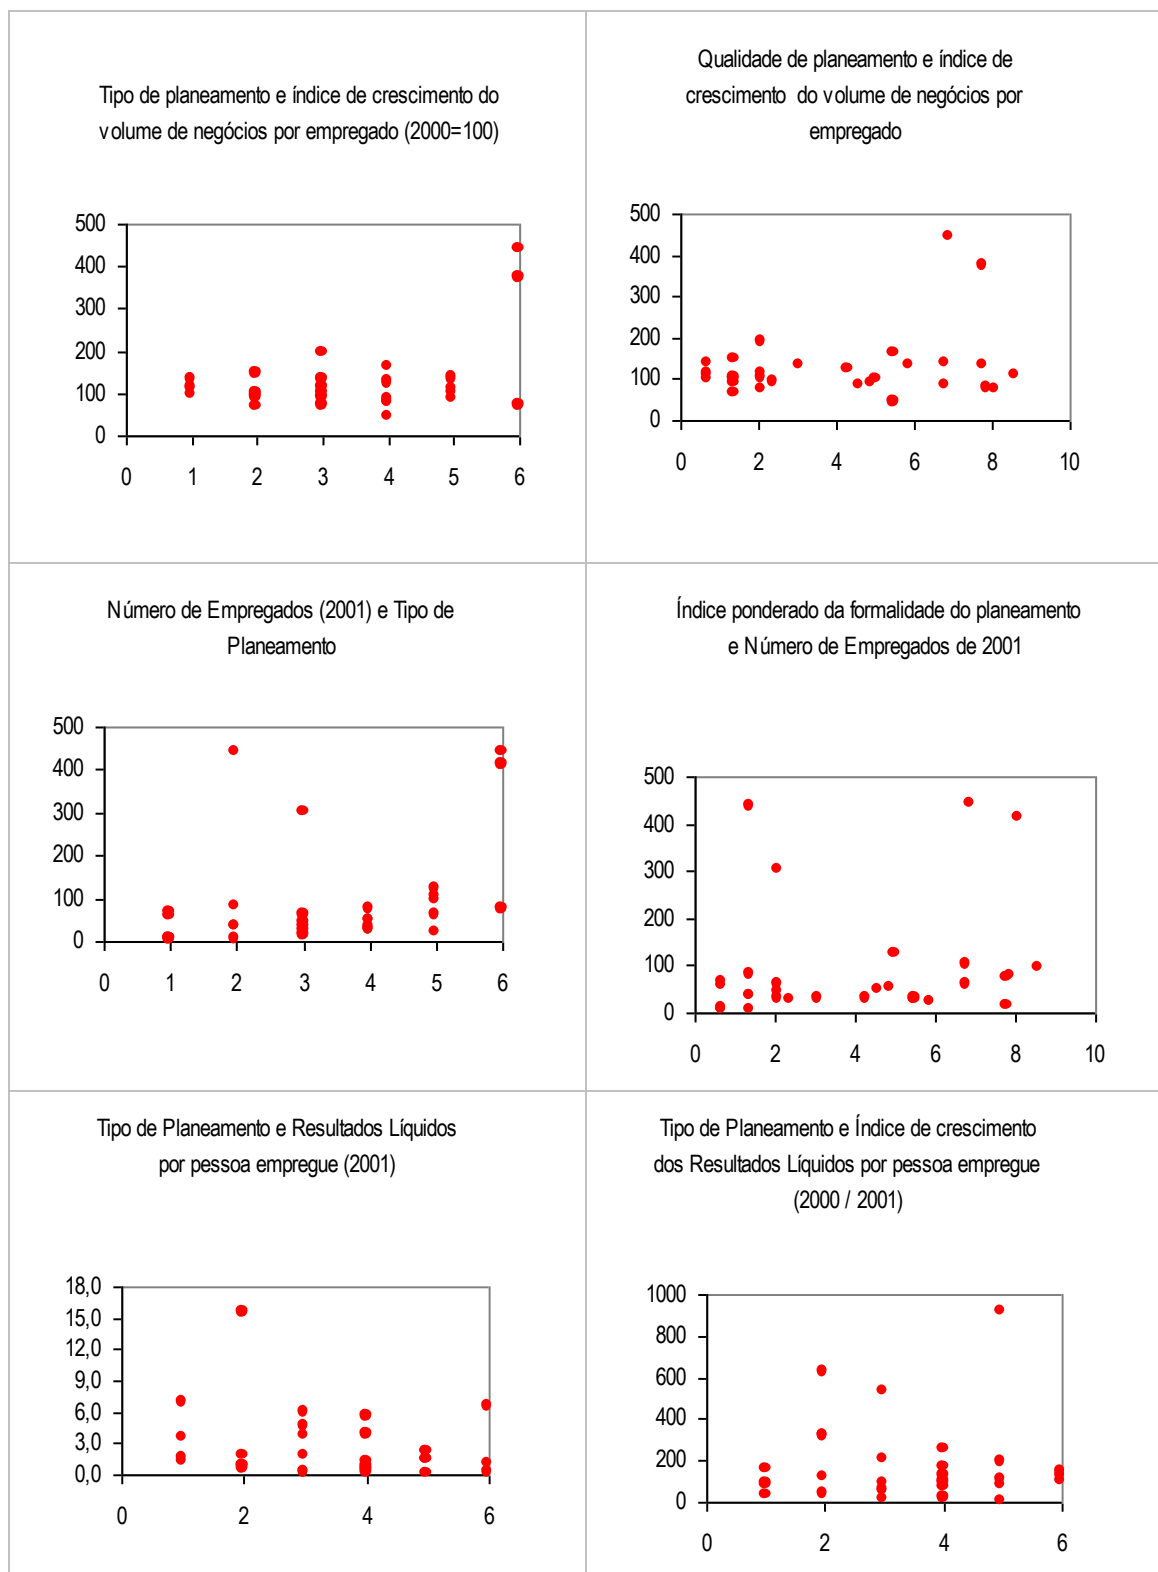 Tipo de planeamento e índice de crescimento do
volume de negócios por empregado (2000=100)
500
400
300
200
100
0
0 1 2 3 4 5 6
Qualidade de planeamento e índice de
crescimento do volume de negócios por
empregado
500
400
300
200
100
0
0 2 4 6 8 10
Número de Empregados (2001) e Tipo de
Planeamento
500
400
300
200
100
0
0 1 2 3 4 5 6
Índice ponderado da formalidade do planeamento
e Número de Empregados de 2001
500
400
300
200
100
0
0 2 4 6 8 10
Tipo de Planeamento e Resultados Líquidos
por pessoa empregue (2001)
18,0
15,0
12,0
9,0
6,0
3,0
0,0
0 2 4 6
Tipo de Planeamento e Índice de crescimento
dos Resultados Líquidos por pessoa empregue
(2000 / 2001)
1000
800
600
400
200
0
0 2 4 6